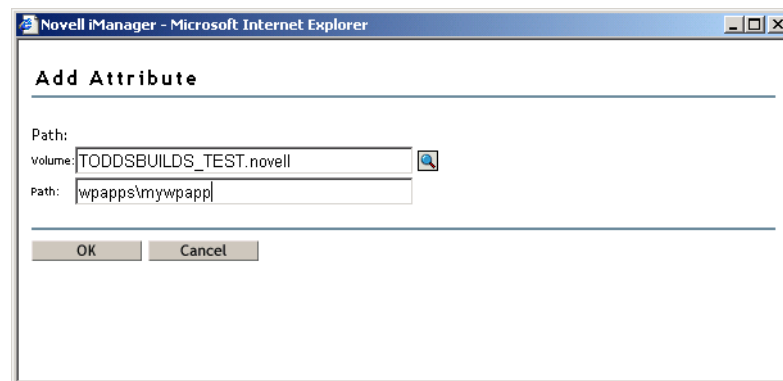 Novell iManager - Microsoft Internet Explorer
Add Attribute
Path:
Volume: TODDSBUILDS_TEST.novell
Path: wpapps\mywpapp
OK Cancel